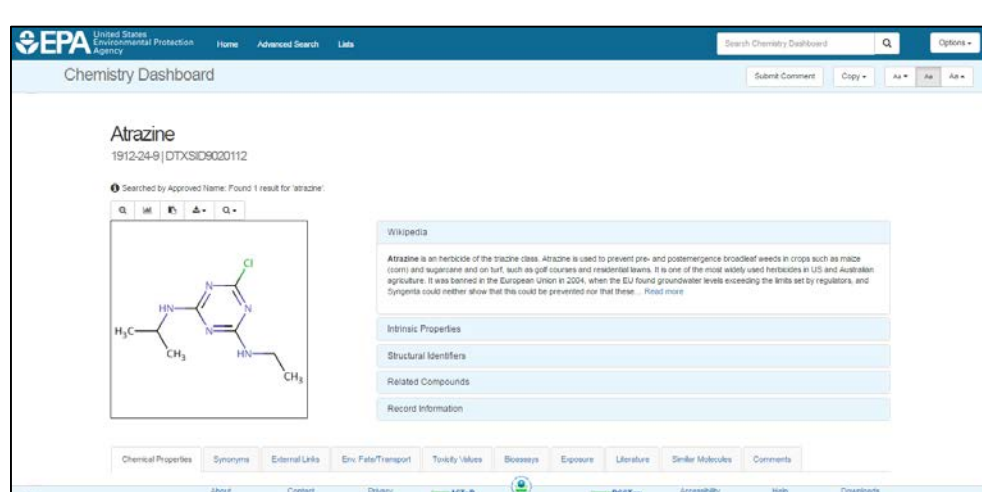 EPA
United States
Environmental Protection
Agency
Home Advanced Search Lists
Search Chemistry Dashboard
Options
Chemistry Dashboard
Submit Comment Copy Aa Aa Aa
Atrazine
1912-24-9 | DTXSID9020112
Searched by Approved Name: Found 1 result for 'atrazine'.
Wikipedia
Atrazine is an herbicide of the triazine class. Atrazine is used to prevent pre- and postemergence broadleaf weeds in crops such as maize
(corn) and sugarcane and on turf, such as golf courses and residential lawns. It is one of the most widely used herbicides in US and Australian
agriculture. It was banned in the European Union in 2004, when the EU found groundwater levels exceeding the limits set by regulators, and
Syngenta could neither show that this could be prevented nor that these... Read more
Cl
N
N
HN
N
H₃C
CH₃
HN
CH₃
Intrinsic Properties
Structural Identifiers
Related Compounds
Record Information
Chemical Properties Synonyms External Links Env. Fate/Transport Toxicity Values Bioassays Exposure Literature Similar Molecules Comments
About Contact Privacy Accessibility Help Downloads